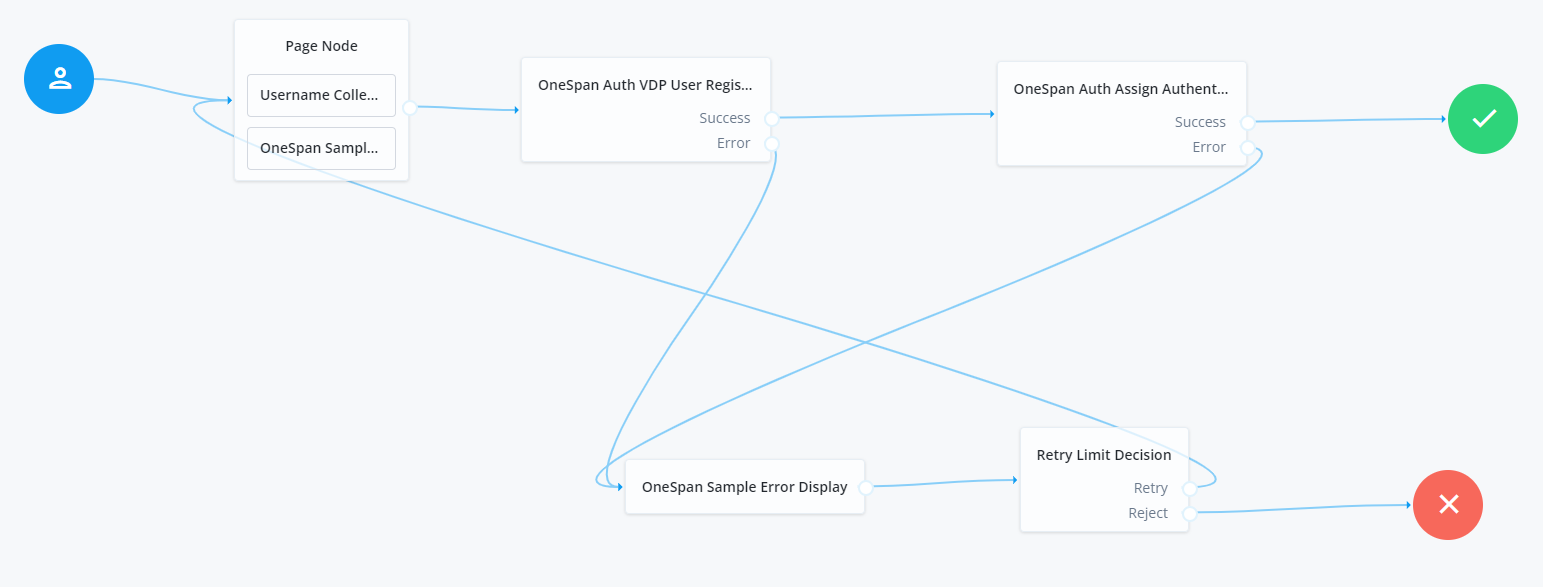 Page Node
Username Colle...
OneSpan Sampl...
OneSpan Auth VDP User Regis...
Success
Error
OneSpan Auth Assign Authent...
Success
Error
OneSpan Sample Error Display
Retry Limit Decision
Retry
Reject